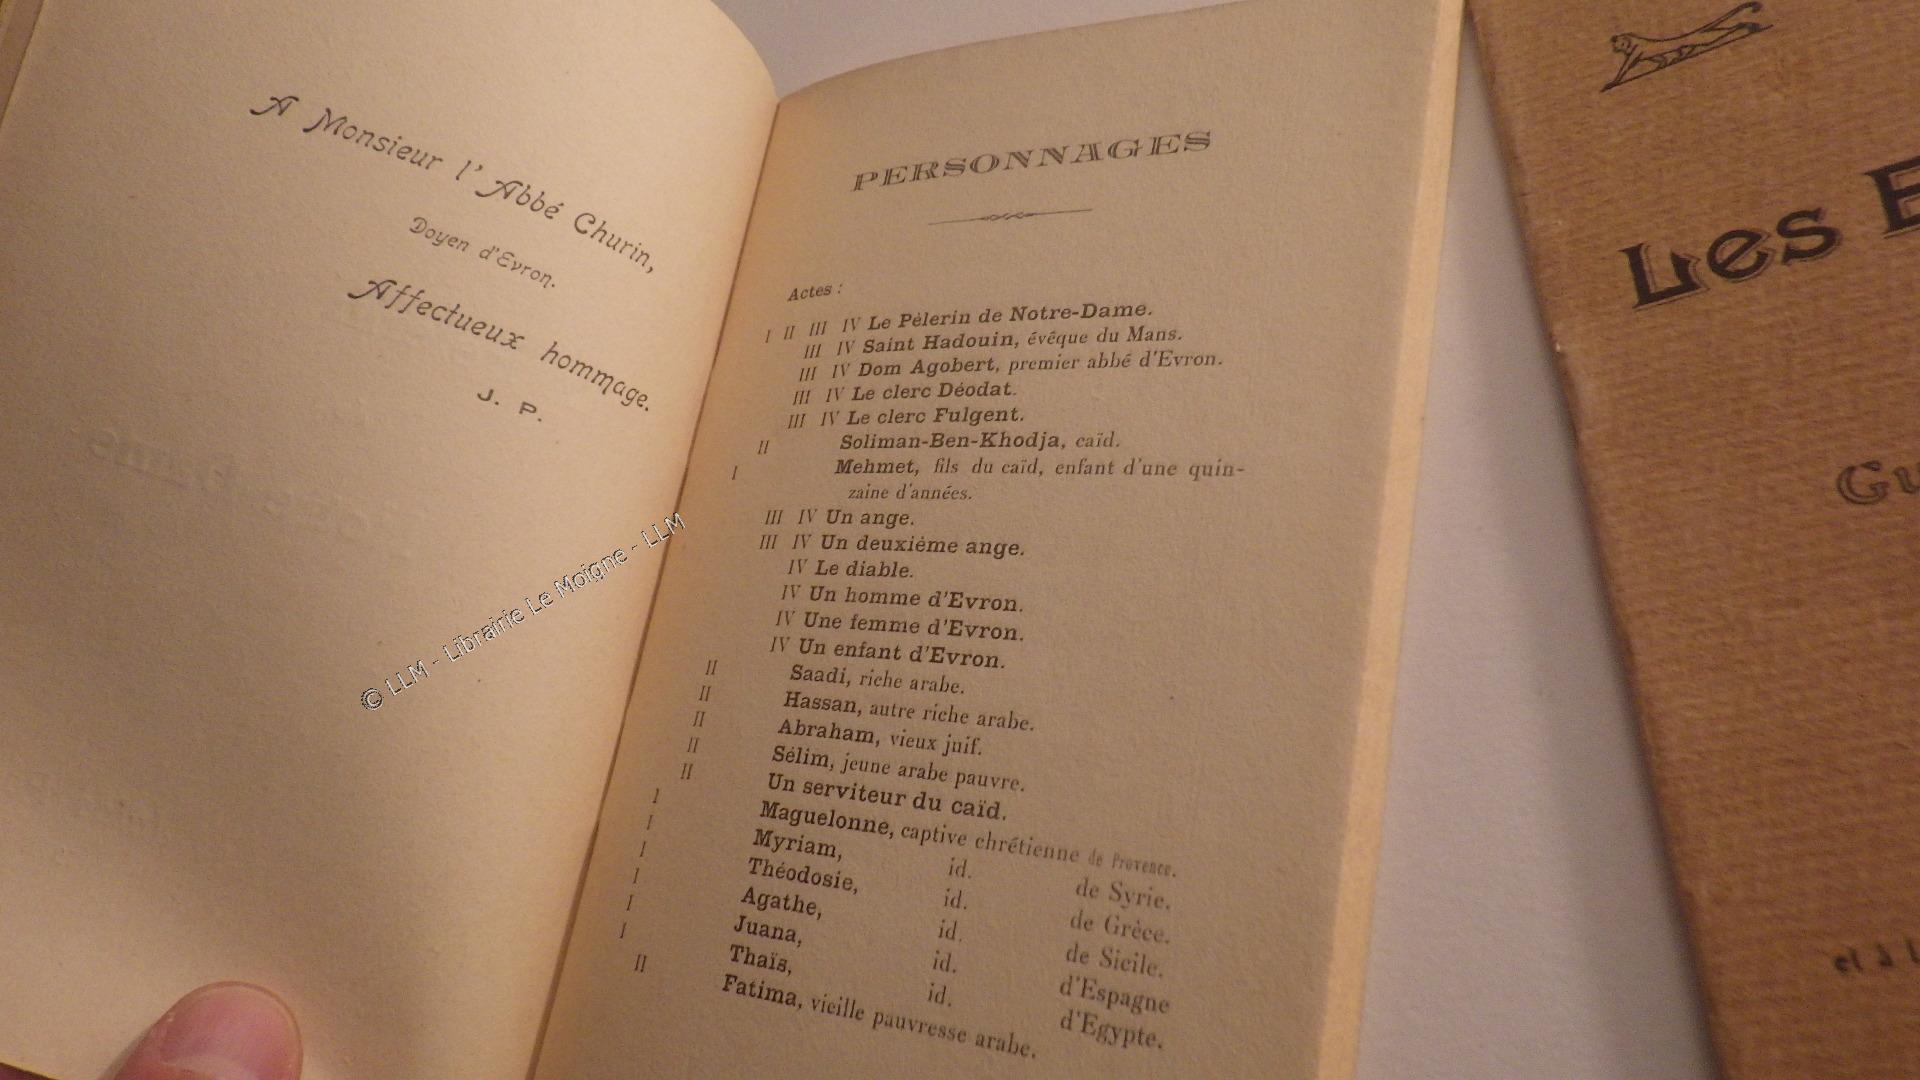 A Monsieur l'Abbé Churin,
Doyen d'Evron.
Affectueux hommage.
J. P.
© LLM - Librairie Le Moigne - LLM
PERSONNAGES
Actes :
I II III IV Le Pèlerin de Notre-Dame.
III IV Saint Hadouin, évêque du Mans.
III IV Dom Agobert, premier abbé d'Evron.
III IV Le clerc Déodat.
III IV Le clerc Fulgent.
II Soliman-Ben-Khodja, caïd.
I Mehmet, fils du caïd, enfant d'une quin-
zaine d'années.
III IV Un ange.
III IV Un deuxième ange.
IV Le diable.
IV Un homme d'Evron.
IV Une femme d'Evron.
IV Un enfant d'Evron.
II Saadi, riche arabe.
II Hassan, autre riche arabe.
II Abraham, vieux juif.
II Sélim, jeune arabe pauvre.
II Un serviteur du caïd.
I Maguelonne, captive chrétienne de Provence.
I Myriam, id. de Syrie.
I Théodosie, id. de Grèce.
I Agathe, id. de Sicile.
I Juana, id. d'Espagne
I Thaïs, id. d'Egypte.
II Fatima, vieille pauvresse arabe.
Les
et à